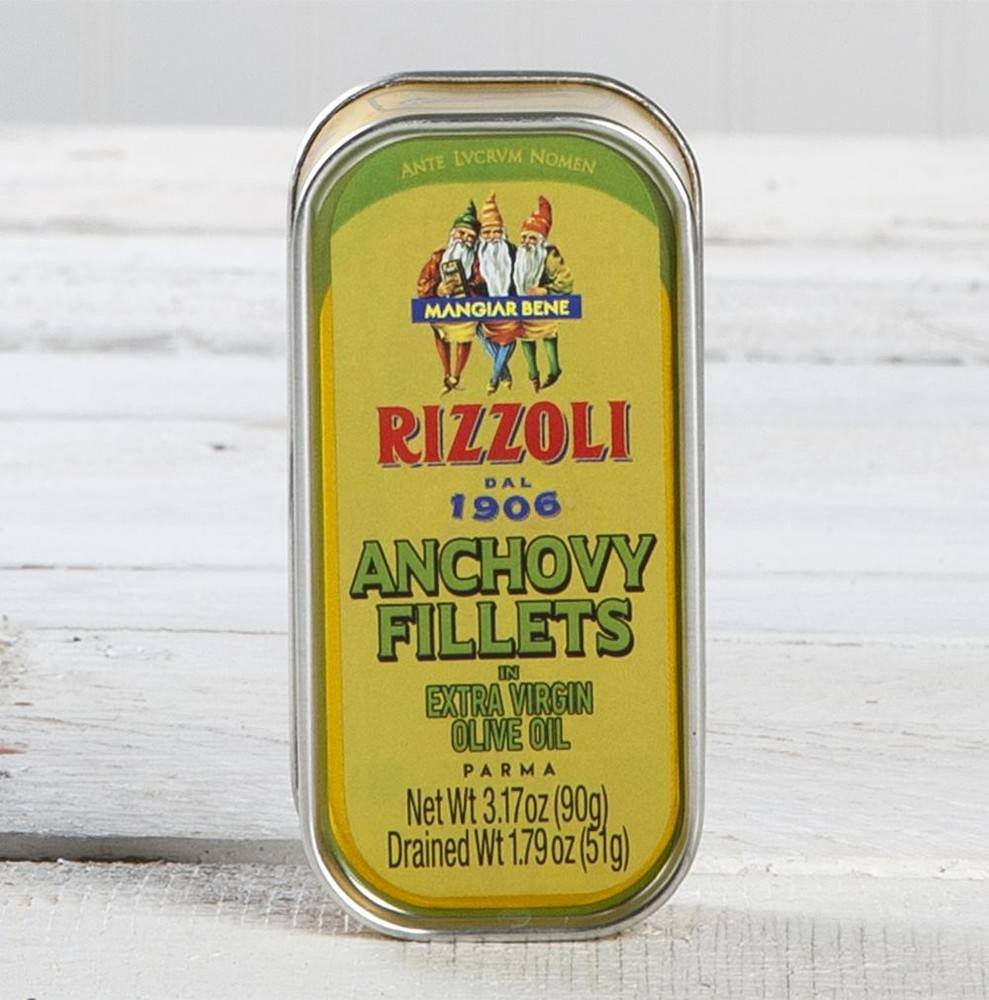 ANTE LVCRVM NOMEN
MANGIAR BENE
RIZZOLI
DAL
1906
ANCHOVY
FILLETS
IN
EXTRA VIRGIN
OLIVE OIL
PARMA
Net Wt 3.17oz (90g)
Drained Wt 1.79 oz (51g)